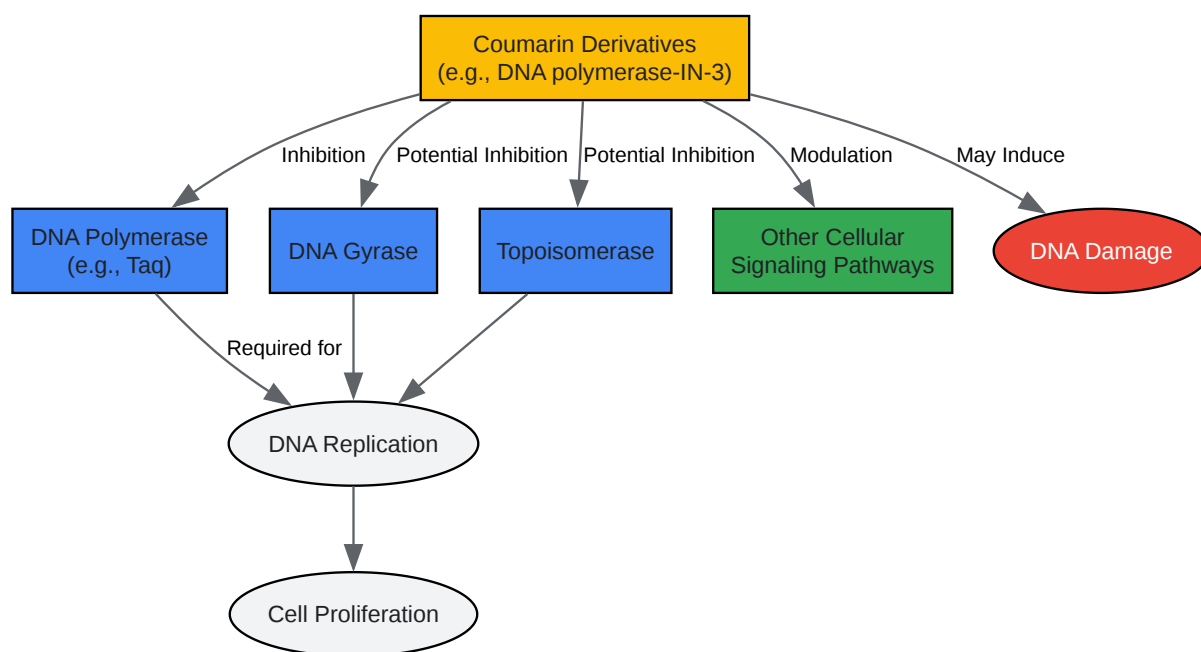 Coumarin Derivatives
(e.g., DNA polymerase-IN-3)
Inhibition
Potential Inhibition
Potential Inhibition
Modulation
May Induce
DNA Polymerase
(e.g., Taq)
DNA Gyrase
Topoisomerase
Other Cellular
Signaling Pathways
DNA Damage
Required for
DNA Replication
Cell Proliferation